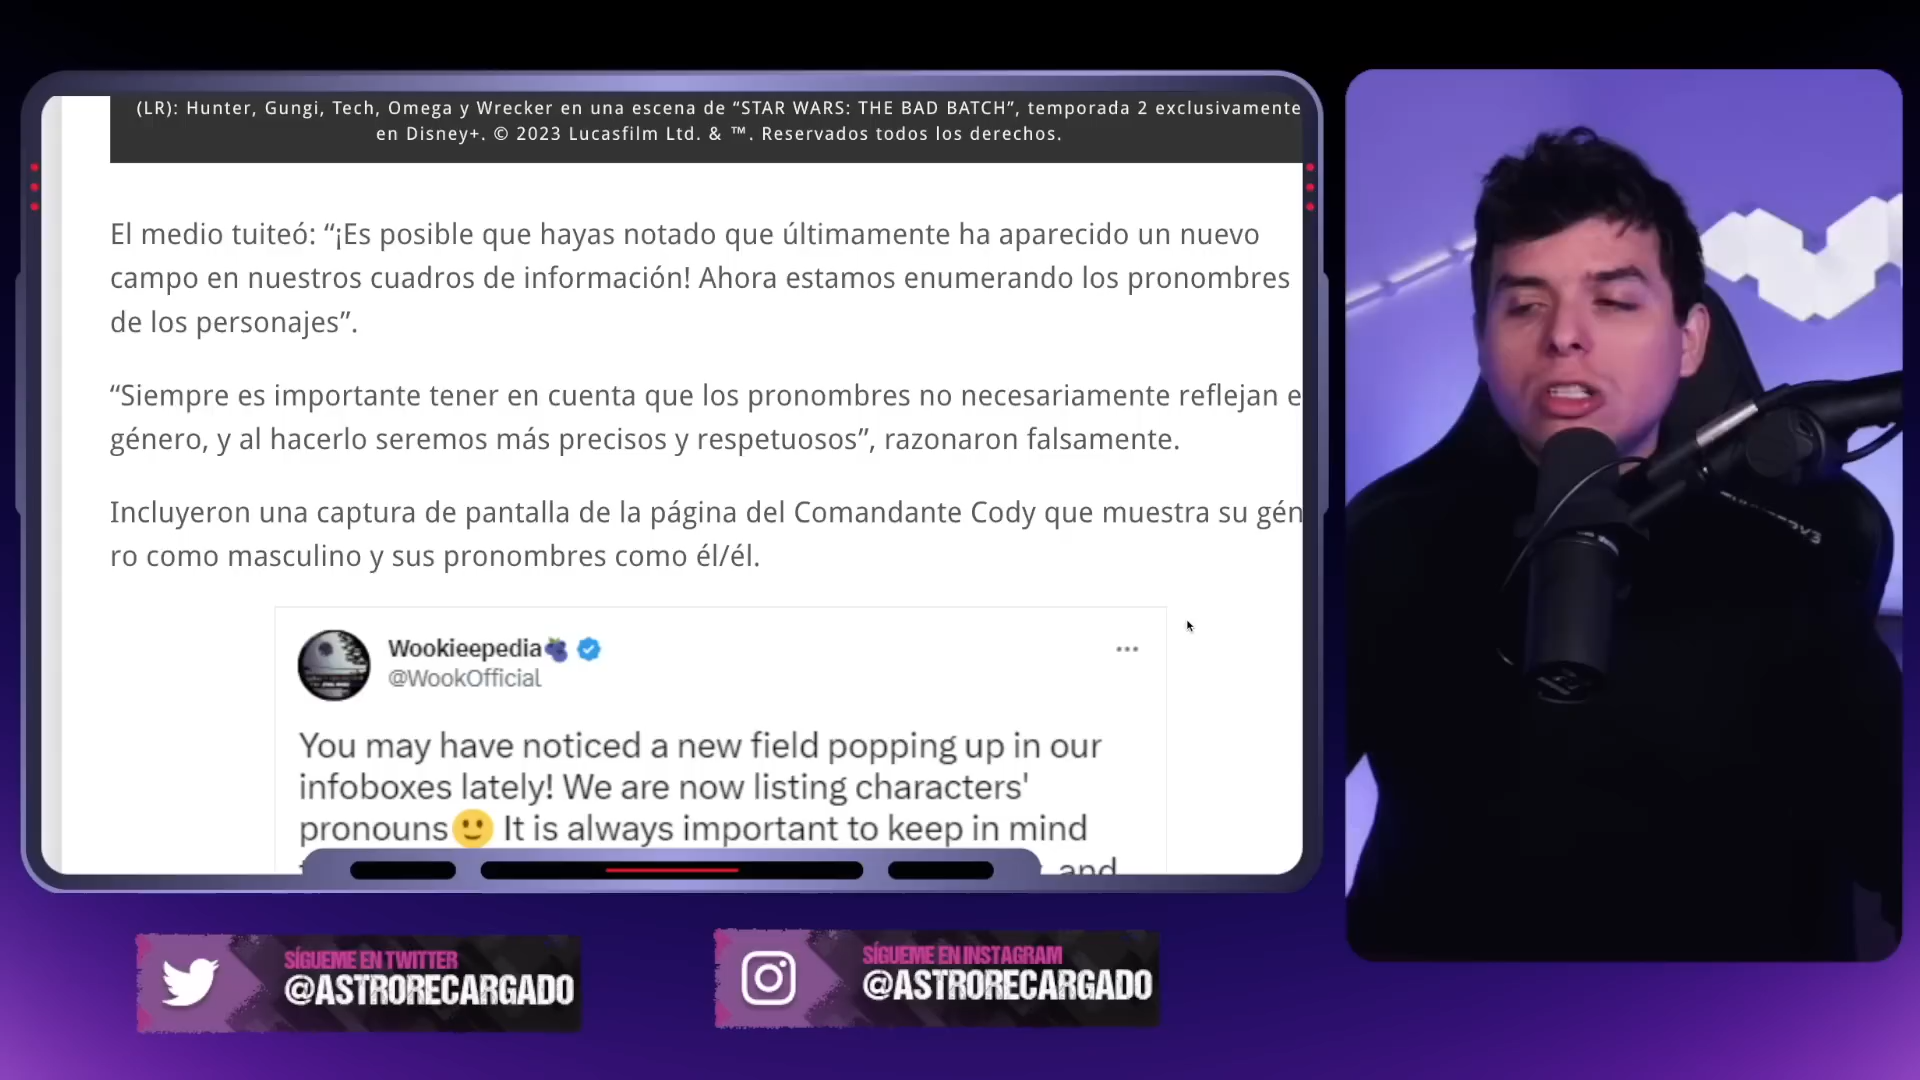 (LR): Hunter, Gungi, Tech, Omega y Wrecker en una escena de “STAR WARS: THE BAD BATCH”, temporada 2 exclusivamente
en Disney+. © 2023 Lucasfilm Ltd. & ™. Reservados todos los derechos.
El medio tuiteó: “¡Es posible que hayas notado que últimamente ha aparecido un nuevo
campo en nuestros cuadros de información! Ahora estamos enumerando los pronombres
de los personajes”.
“Siempre es importante tener en cuenta que los pronombres no necesariamente reflejan e
género, y al hacerlo seremos más precisos y respetuosos”, razonaron falsamente.
Incluyeron una captura de pantalla de la página del Comandante Cody que muestra su gén
ro como masculino y sus pronombres como él/él.
Wookieepedia
@WookOfficial
You may have noticed a new field popping up in our
infoboxes lately! We are now listing characters'
pronouns🙂 It is always important to keep in mind
and
SÍGUEME EN TWITTER
@ASTRORECARGADO
SÍGUEME EN INSTAGRAM
@ASTRORECARGADO